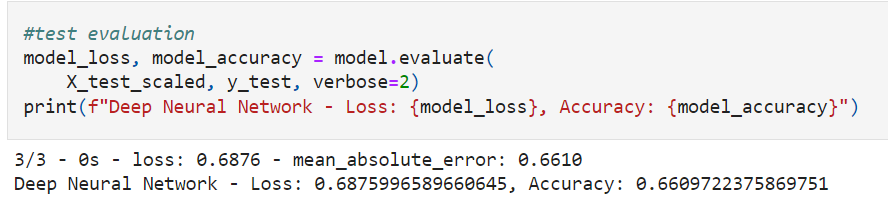 #test evaluation
model_loss, model_accuracy = model.evaluate(
    X_test_scaled, y_test, verbose=2)
print(f"Deep Neural Network - Loss: {model_loss}, Accuracy: {model_accuracy}")
3/3 - 0s - loss: 0.6876 - mean_absolute_error: 0.6610
Deep Neural Network - Loss: 0.6875996589660645, Accuracy: 0.6609722375869751